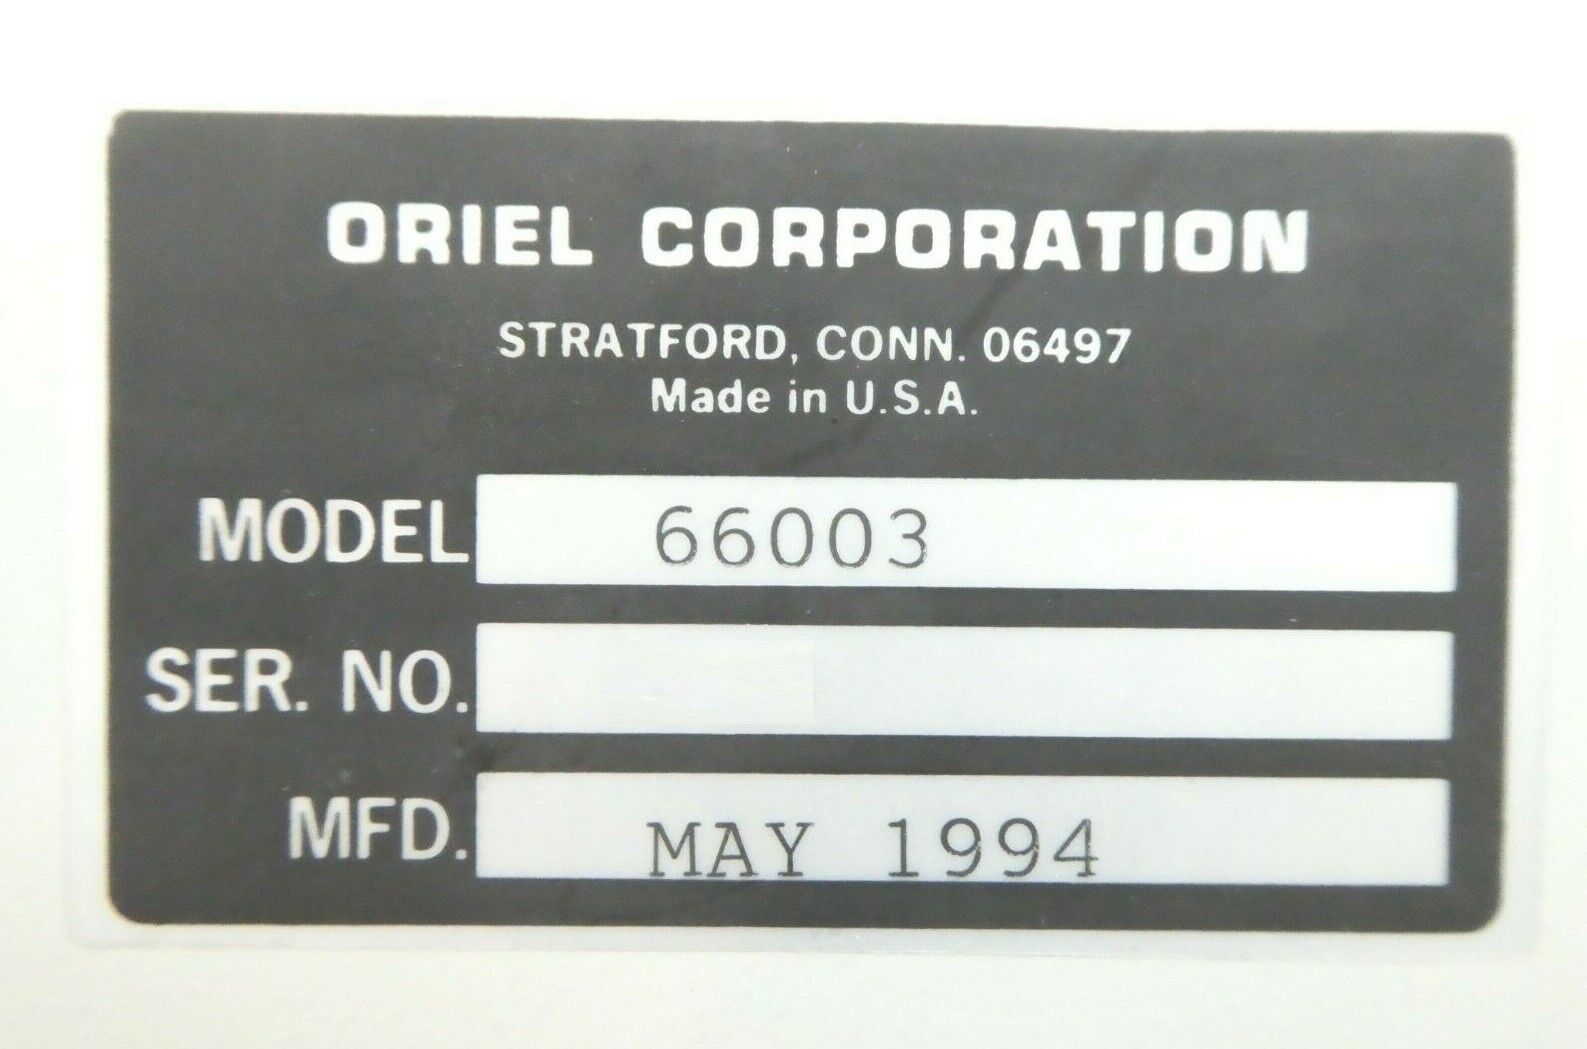 ORIEL CORPORATION
STRATFORD, CONN. 06497
Made in U.S.A.
MODEL 66003
SER. NO.
MFD. MAY 1994